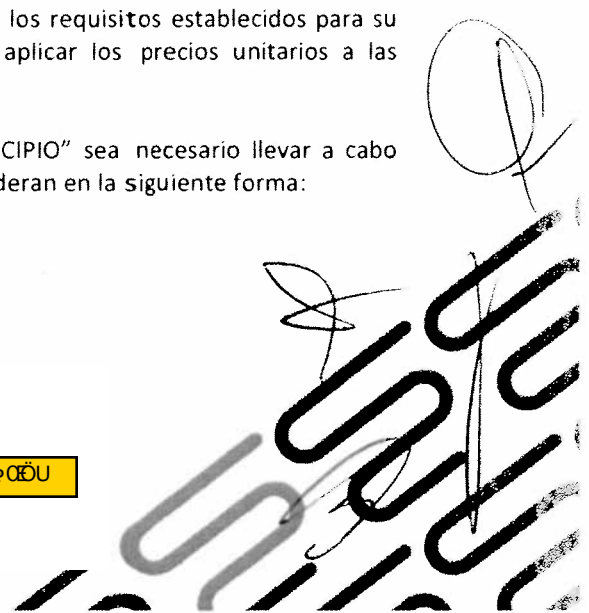 los requisitos establecidos para su
aplicar los precios unitarios a las
CIPIO" sea necesario llevar a cabo
deran en la siguiente forma:
ŒÖU